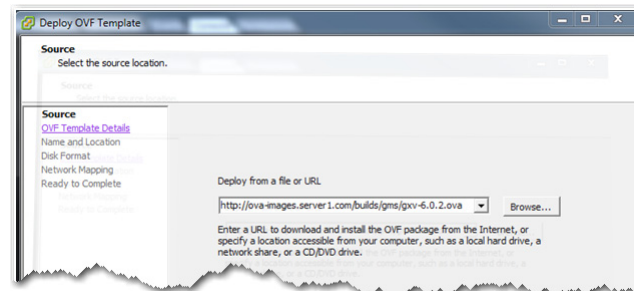 Deploy OVF Template
Source
Select the source location.
Source
OVF Template Details
Name and Location
Disk Format
Network Mapping
Ready to Complete
Deploy from a file or URL
http://ova-images.server1.com/builds/gms/gxv-6.0.2.ova
Browse...
Enter a URL to download and install the OVF package from the Internet, or
specify a location accessible from your computer, such as a local hard drive, a
network share, or a CD/DVD drive.